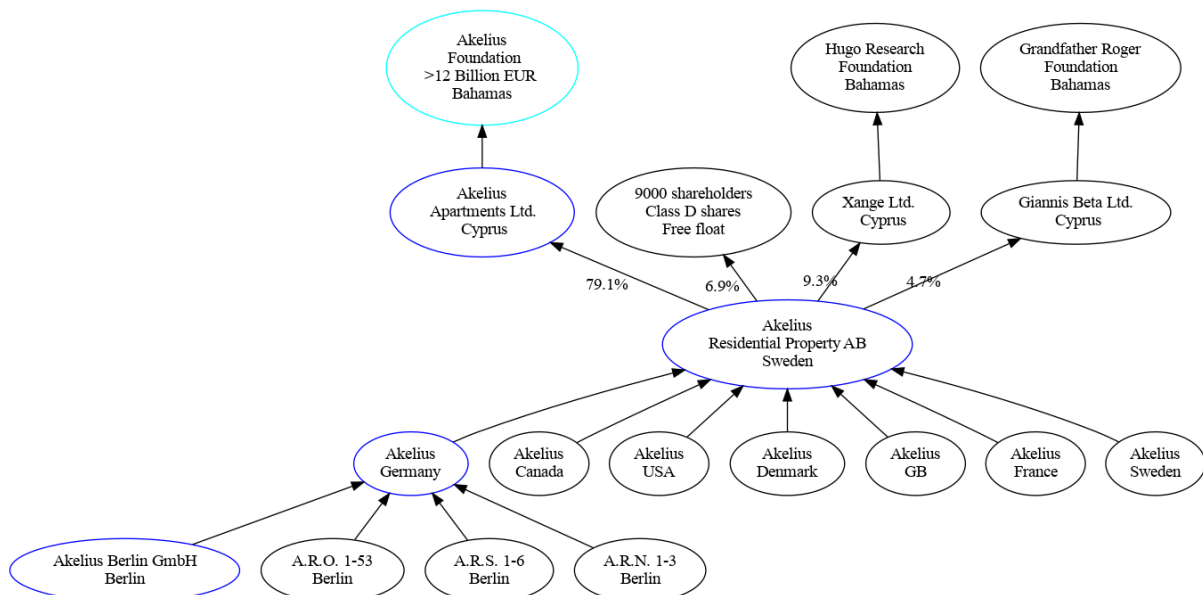 Akelius
Foundation
>12 Billion EUR
Bahamas
Hugo Research
Foundation
Bahamas
Grandfather Roger
Foundation
Bahamas
Akelius
Apartments Ltd.
Cyprus
9000 shareholders
Class D shares
Free float
Xange Ltd.
Cyprus
Giannis Beta Ltd.
Cyprus
79.1%
6.9%
9.3%
4.7%
Akelius
Residential Property AB
Sweden
Akelius
Germany
Akelius
Canada
Akelius
USA
Akelius
Denmark
Akelius
GB
Akelius
France
Akelius
Sweden
Akelius Berlin GmbH
Berlin
A.R.O. 1-53
Berlin
A.R.S. 1-6
Berlin
A.R.N. 1-3
Berlin